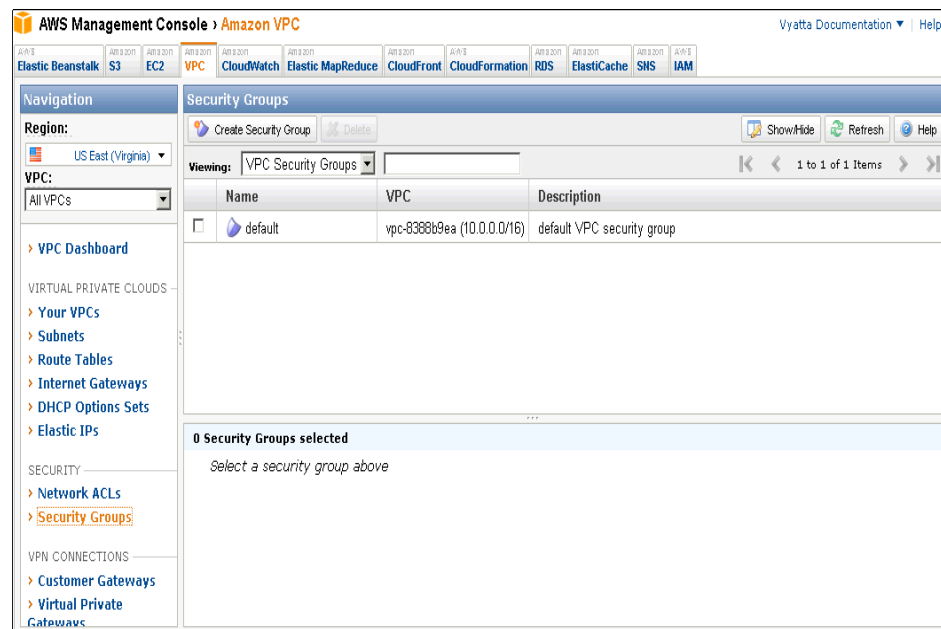 AWS Management Console › Amazon VPC
Vyatta Documentation ▼ | Help
AWS Elastic Beanstalk
Amazon S3
Amazon EC2
Amazon VPC
Amazon CloudWatch
Amazon Elastic MapReduce
Amazon CloudFront
AWS CloudFormation
Amazon RDS
Amazon ElastiCache
Amazon SNS
AWS IAM
Navigation
Region:
US East (Virginia) ▼
VPC:
All VPCs
› VPC Dashboard
VIRTUAL PRIVATE CLOUDS
› Your VPCs
› Subnets
› Route Tables
› Internet Gateways
› DHCP Options Sets
› Elastic IPs
SECURITY
› Network ACLs
› Security Groups
VPN CONNECTIONS
› Customer Gateways
› Virtual Private
Gateways
Security Groups
Create Security Group
Delete
Show/Hide
Refresh
Help
Viewing: VPC Security Groups
1 to 1 of 1 Items
Name VPC Description
default vpc-8388b9ea (10.0.0.0/16) default VPC security group
0 Security Groups selected
Select a security group above